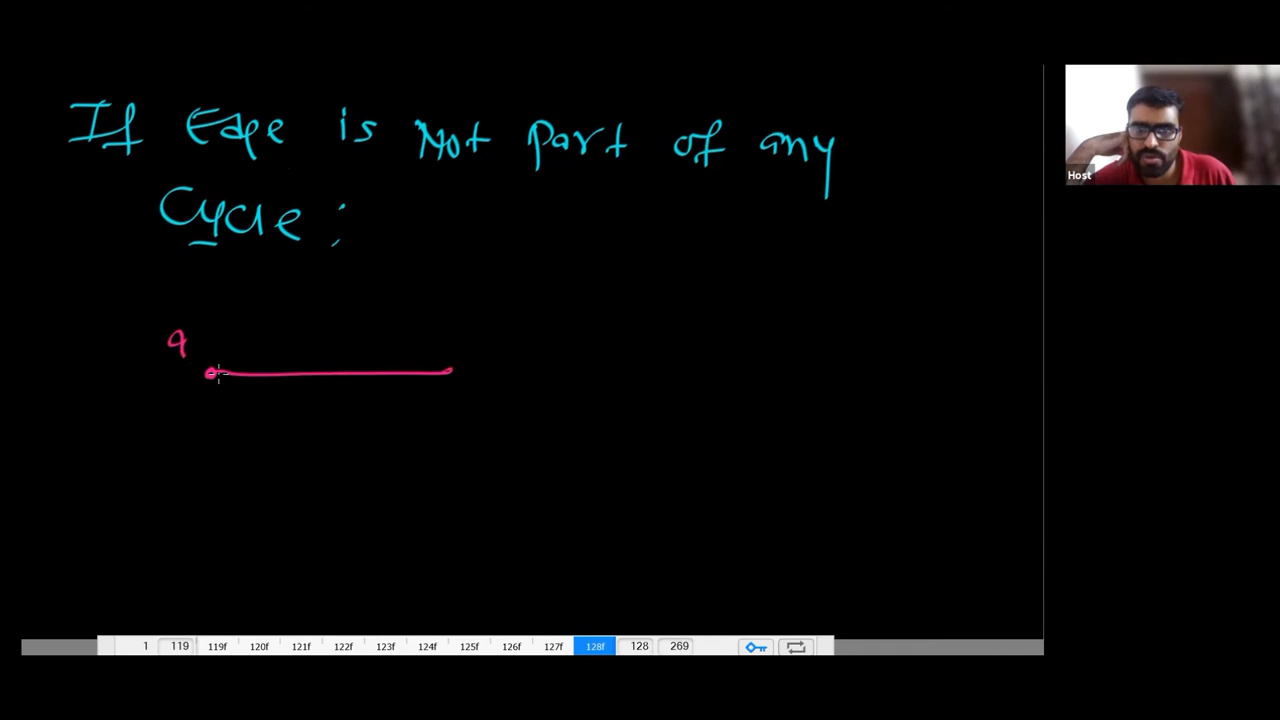 If Edge is Not part of any
Cycle :
a
Host
1 119 119f 120f 121f 122f 123f 124f 125f 126f 127f 128f 128 269